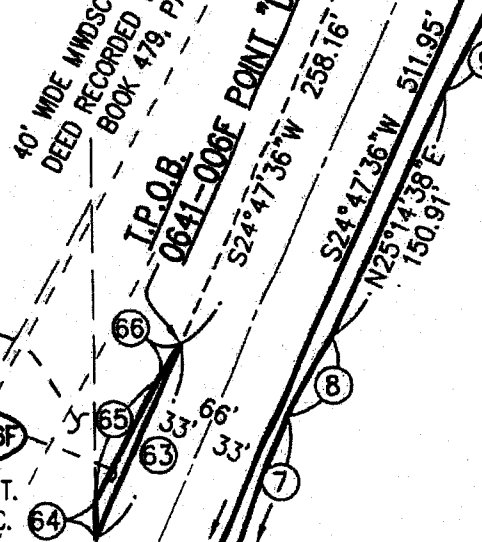 40' WIDE MWDSC
DEED RECORDED
BOOK 479, P
T.P.O.B.
0641-006F POINT "
S24°47'36"W 258.16'
S24°47'36"W 511.95'
N25°14'38"E
150.91'
66
65
63
64
33' 66'
33'
8
7
6F
T.
C.